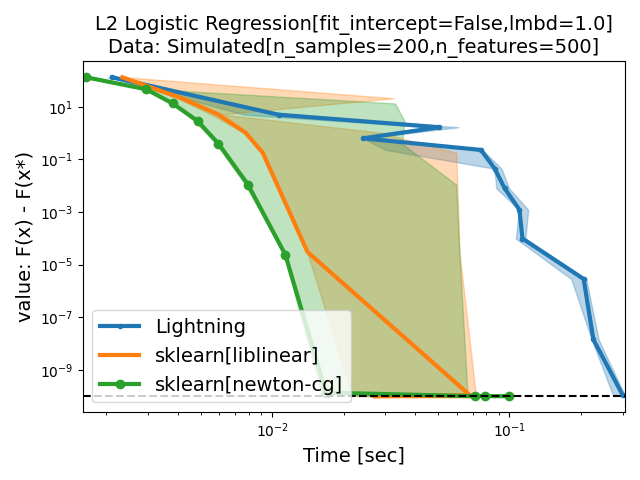 L2 Logistic Regression[fit_intercept=False,lmbd=1.0]
Data: Simulated[n_samples=200,n_features=500]
value: F(x) - F(x*)
10¹
10⁻¹
10⁻³
10⁻⁵
10⁻⁷
10⁻⁹
Lightning
sklearn[liblinear]
sklearn[newton-cg]
10⁻² 10⁻¹
Time [sec]